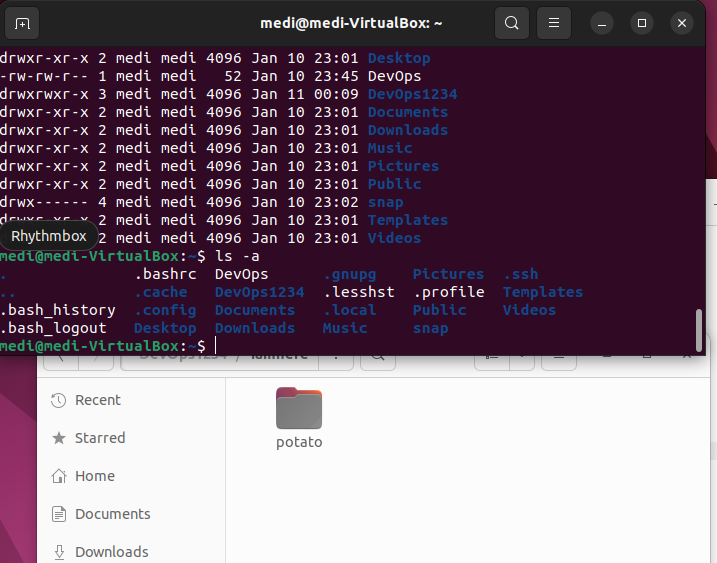 medi@medi-VirtualBox: ~
drwxr-xr-x 2 medi medi 4096 Jan 10 23:01 Desktop
-rw-rw-r-- 1 medi medi   52 Jan 10 23:45 DevOps
drwxrwxr-x 3 medi medi 4096 Jan 11 00:09 DevOps1234
drwxr-xr-x 2 medi medi 4096 Jan 10 23:01 Documents
drwxr-xr-x 2 medi medi 4096 Jan 10 23:01 Downloads
drwxr-xr-x 2 medi medi 4096 Jan 10 23:01 Music
drwxr-xr-x 2 medi medi 4096 Jan 10 23:01 Pictures
drwxr-xr-x 2 medi medi 4096 Jan 10 23:01 Public
drwx------ 4 medi medi 4096 Jan 10 23:02 snap
drwxr-xr-x 2 medi medi 4096 Jan 10 23:01 Templates
2 medi medi 4096 Jan 10 23:01 Videos
Rhythmbox
medi@medi-VirtualBox:~$ ls -a
. .bashrc DevOps .gnupg Pictures .ssh
.. .cache DevOps1234 .lesshst .profile Templates
.bash_history .config Documents .local Public Videos
.bash_logout Desktop Downloads Music snap
medi@medi-VirtualBox:~$
DevOps1234 /
Recent
Starred
Home
Documents
Downloads
potato